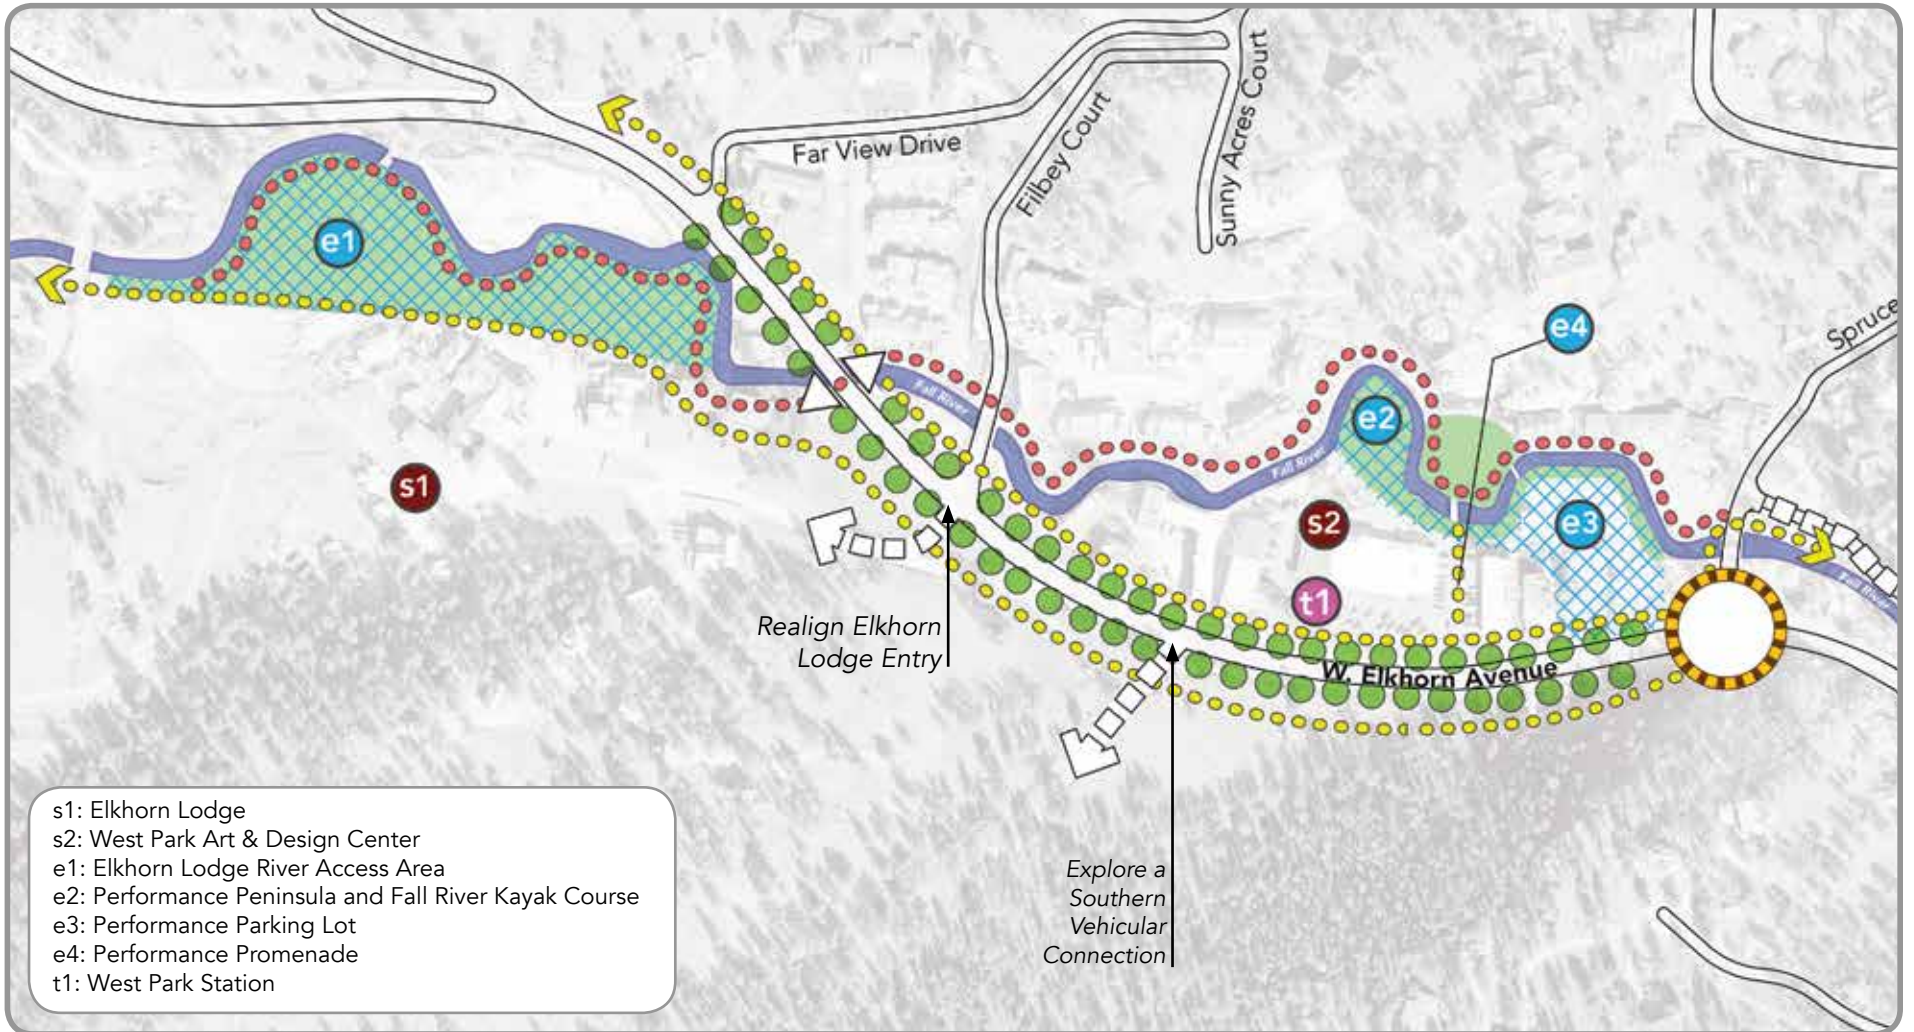 Far View Drive
Filbey Court
Sunny Acres Court
Spruce
e1
e2
e3
e4
s1
s2
t1
Fall River
Fall River
Fall River
W. Elkhorn Avenue
Realign Elkhorn
Lodge Entry
Explore a
Southern
Vehicular
Connection
s1: Elkhorn Lodge
s2: West Park Art & Design Center
e1: Elkhorn Lodge River Access Area
e2: Performance Peninsula and Fall River Kayak Course
e3: Performance Parking Lot
e4: Performance Promenade
t1: West Park Station